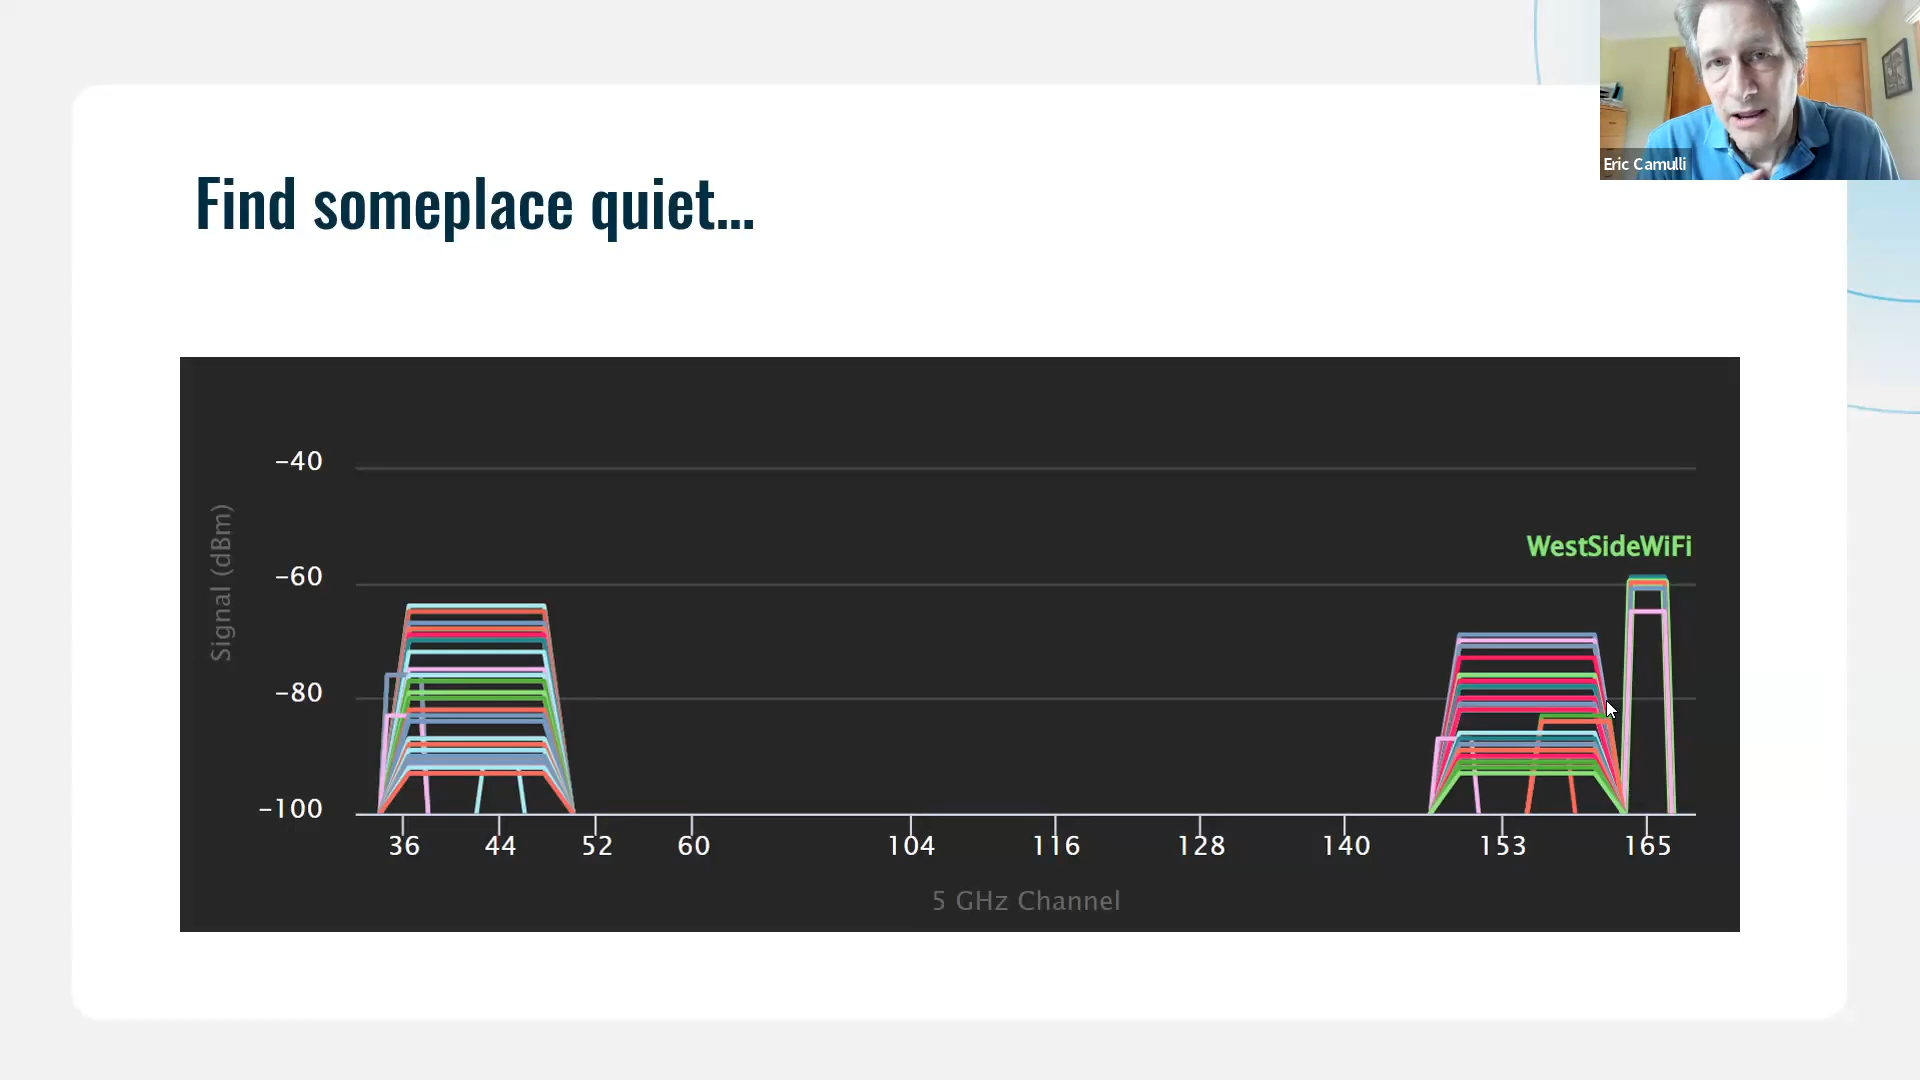 Eric Camulli
Find someplace quiet...
Signal (dBm)
−40
−60
−80
−100
WestSideWiFi
36 44 52 60 104 116 128 140 153 165
5 GHz Channel